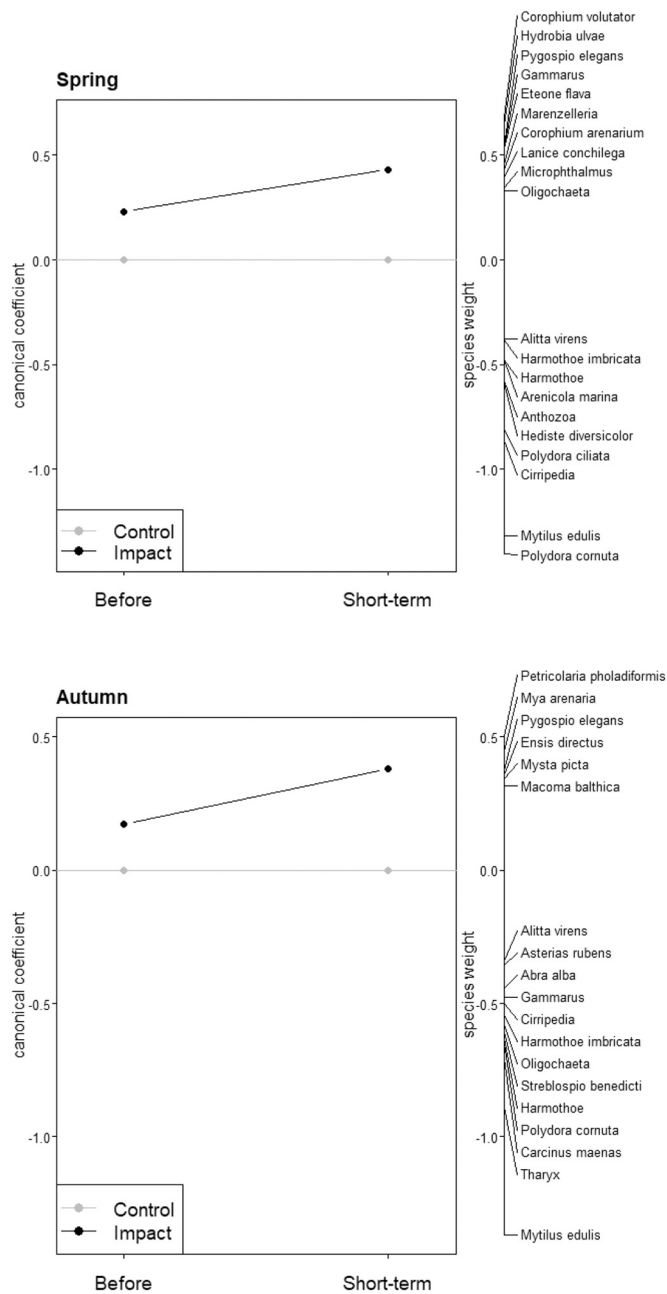 Spring
Corophium volutator
Hydrobia ulvae
Pygospio elegans
Gammarus
Eteone flava
Marenzelleria
Corophium arenarium
Lanice conchilega
Microphthalmus
Oligochaeta
Alitta virens
Harmothoe imbricata
Harmothoe
Arenicola marina
Anthozoa
Hediste diversicolor
Polydora ciliata
Cirripedia
Mytilus edulis
Polydora cornuta
0.5
0.0
-0.5
-1.0
canonical coefficient
species weight
Control
Impact
Before
Short-term
Autumn
Petricolaria pholadiformis
Mya arenaria
Pygospio elegans
Ensis directus
Mysta picta
Macoma balthica
Alitta virens
Asterias rubens
Abra alba
Gammarus
Cirripedia
Harmothoe imbricata
Oligochaeta
Streblospio benedicti
Harmothoe
Polydora cornuta
Carcinus maenas
Tharyx
Mytilus edulis
0.5
0.0
-0.5
-1.0
canonical coefficient
species weight
0.5
0.0
-0.5
-1.0
0.5
0.0
-0.5
-1.0
Control
Impact
Before
Short-term